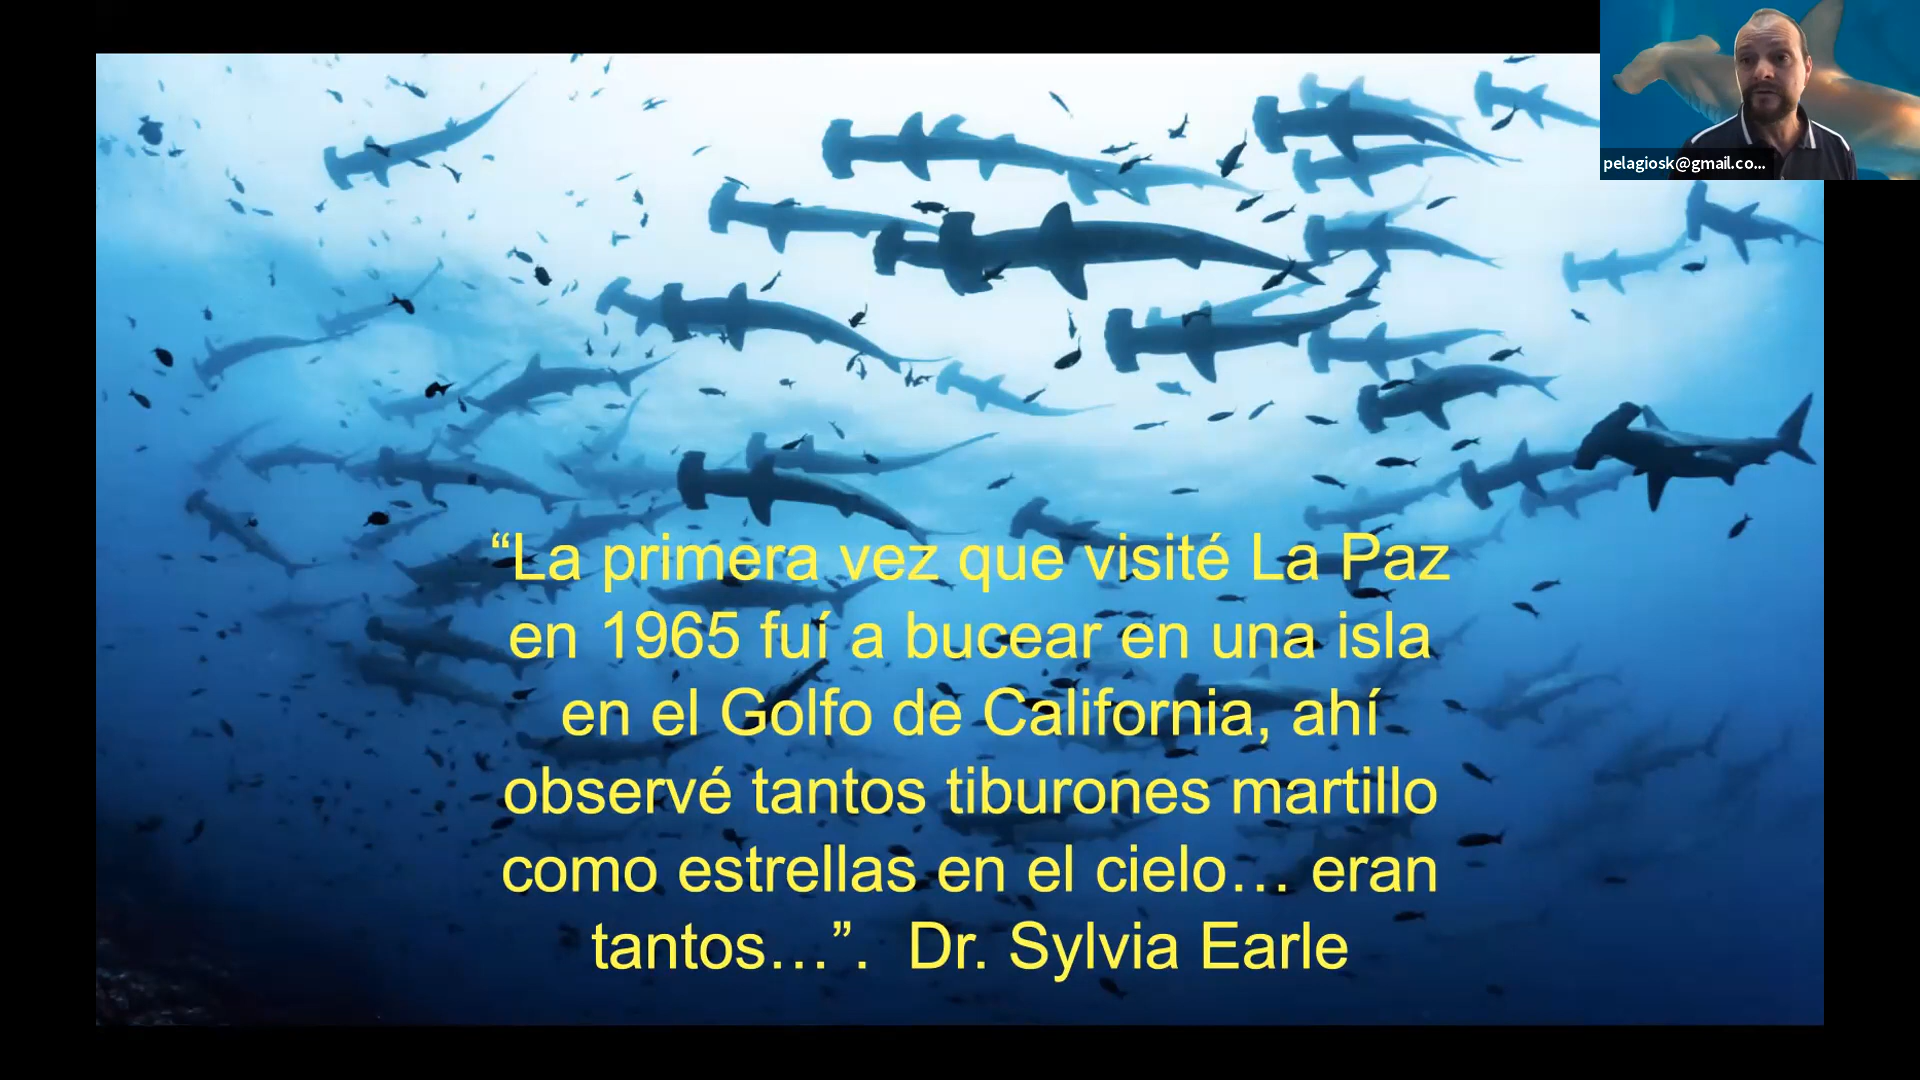 pelagiosk@gmail.co...
“La primera vez que visité La Paz
en 1965 fuí a bucear en una isla
en el Golfo de California, ahí
observé tantos tiburones martillo
como estrellas en el cielo… eran
tantos…”. Dr. Sylvia Earle